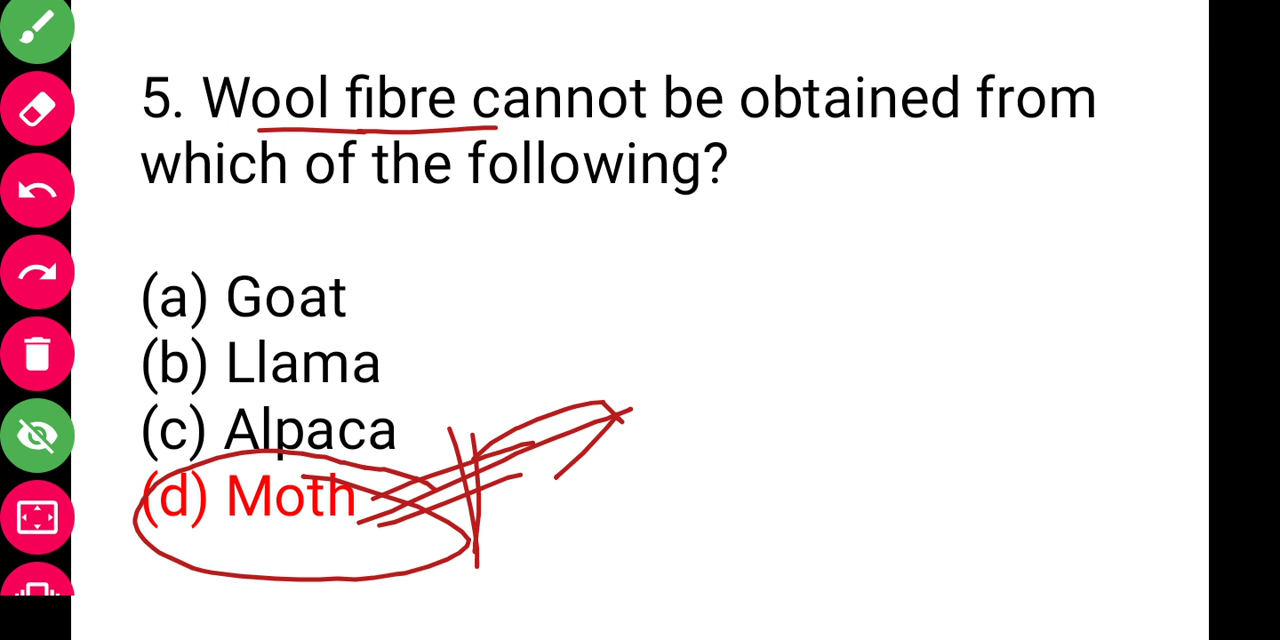 5. Wool fibre cannot be obtained from
which of the following?
(a) Goat
(b) Llama
(c) Alpaca
(d) Moth